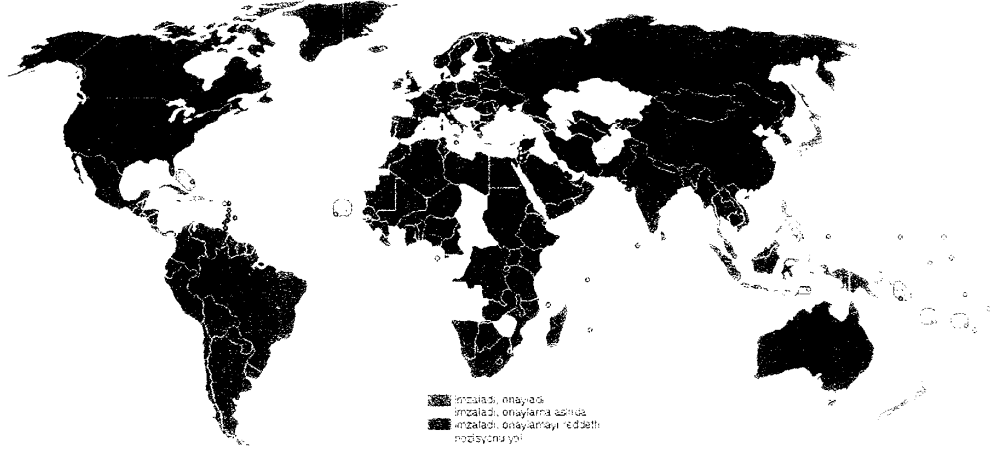 imzaladı, onayladı
imzaladı, onaylama
imzaladı, onaylamayı reddetti
pozisyonu yok